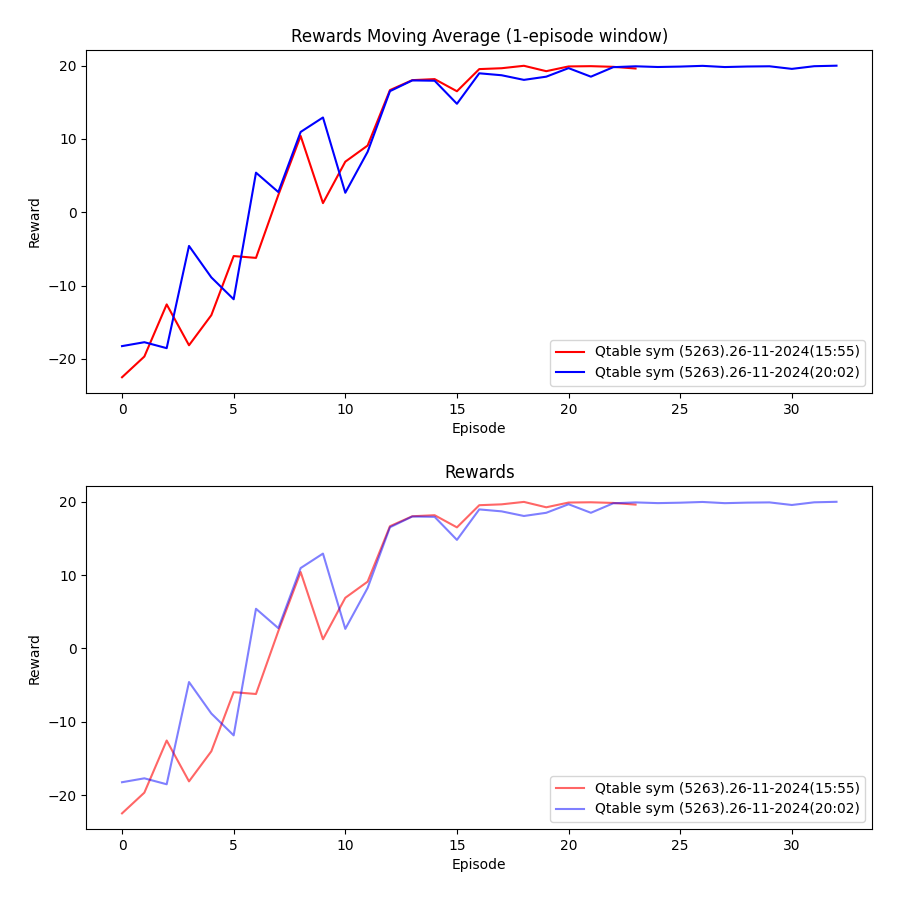 Rewards Moving Average (1-episode window)
20
10
0
−10
−20
Reward
Qtable sym (5263).26-11-2024(15:55)
Qtable sym (5263).26-11-2024(20:02)
0 5 10 15 20 25 30
Episode
Rewards
20
10
0
−10
−20
Reward
Qtable sym (5263).26-11-2024(15:55)
Qtable sym (5263).26-11-2024(20:02)
0 5 10 15 20 25 30
Episode